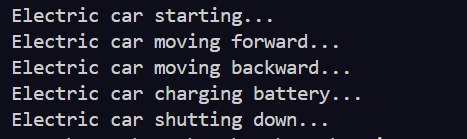 Electric car starting...
Electric car moving forward...
Electric car moving backward...
Electric car charging battery...
Electric car shutting down...